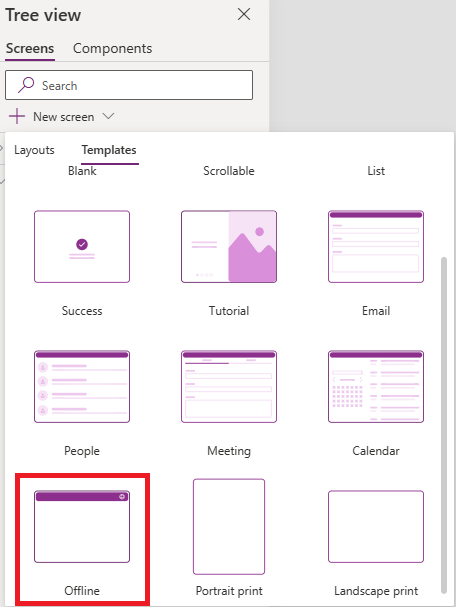 Tree view
Screens Components
Search
New screen
Layouts Templates
Blank Scrollable List
Success Tutorial Email
People Meeting Calendar
Offline Portrait print Landscape print